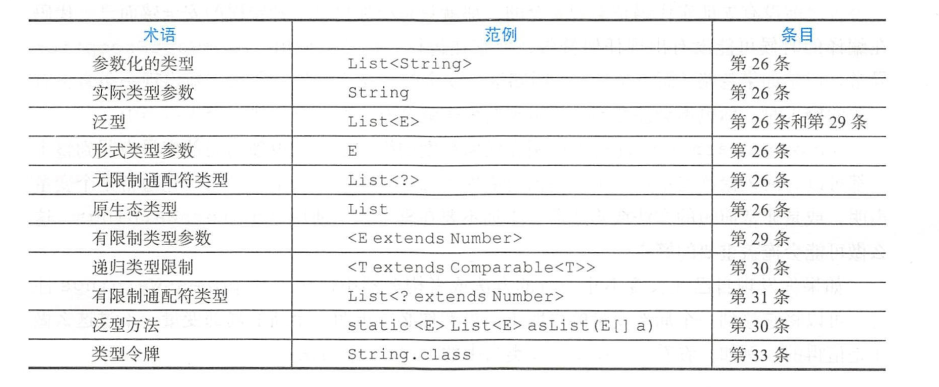 术语 范例 条目
参数化的类型 List<String> 第 26 条
实际类型参数 String 第 26 条
泛型 List<E> 第 26 条和第 29 条
形式类型参数 E 第 26 条
无限制通配符类型 List<?> 第 26 条
原生态类型 List 第 26 条
有限制类型参数 <E extends Number> 第 29 条
递归类型限制 <T extends Comparable<T>> 第 30 条
有限制通配符类型 List<? extends Number> 第 31 条
泛型方法 static <E> List<E> asList(E[] a) 第 30 条
类型令牌 String.class 第 33 条